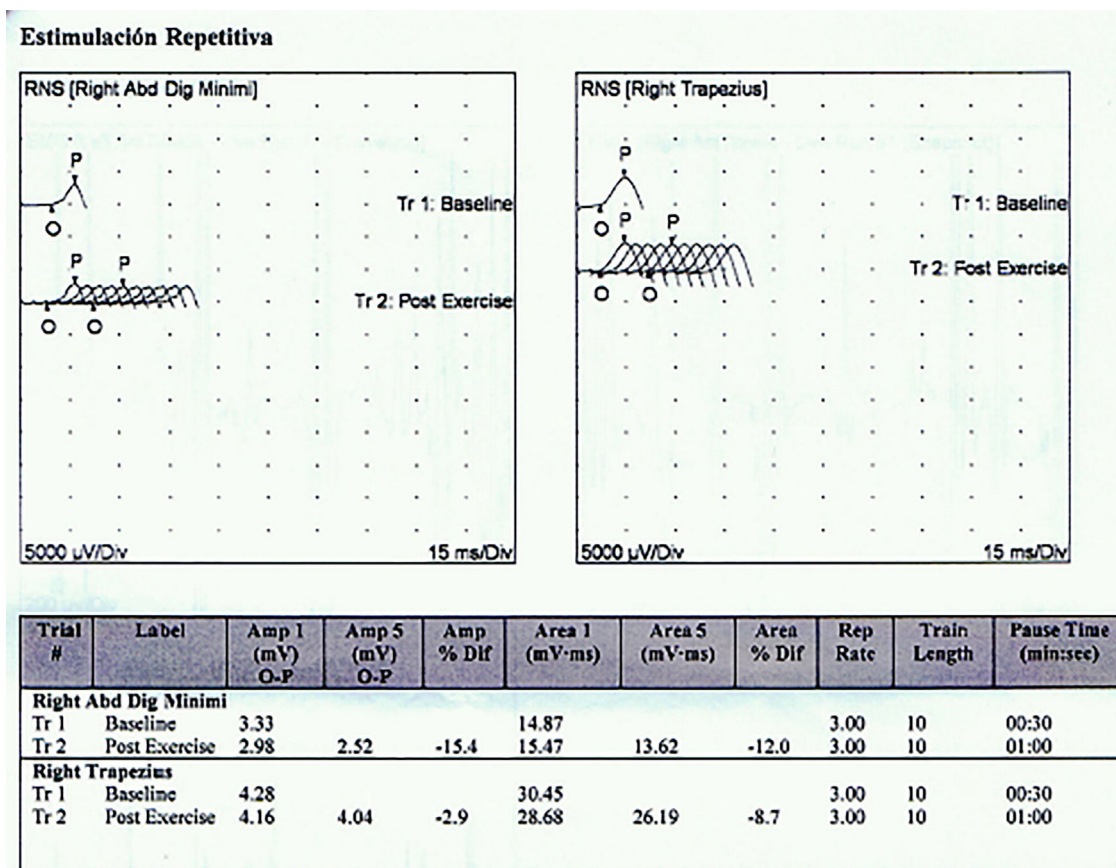 Estimulación Repetitiva
RNS [Right Abd Dig Minimi]
P
Tr 1: Baseline
O
P P
Tr 2: Post Exercise
O O
5000 µV/Div 15 ms/Div
RNS [Right Trapezius]
P
Tr 1: Baseline
O
P P
Tr 2: Post Exercise
O O
5000 µV/Div 15 ms/Div
Trial # Label Amp 1 (mV) O-P Amp 5 (mV) O-P Amp % Dif Area 1 (mV·ms) Area 5 (mV·ms) Area % Dif Rep Rate Train Length Pause Time (min:sec)
Right Abd Dig Minimi
Tr 1 Baseline 3.33 14.87 3.00 10 00:30
Tr 2 Post Exercise 2.98 2.52 -15.4 15.47 13.62 -12.0 3.00 10 01:00
Right Trapezius
Tr 1 Baseline 4.28 30.45 3.00 10 00:30
Tr 2 Post Exercise 4.16 4.04 -2.9 28.68 26.19 -8.7 3.00 10 01:00